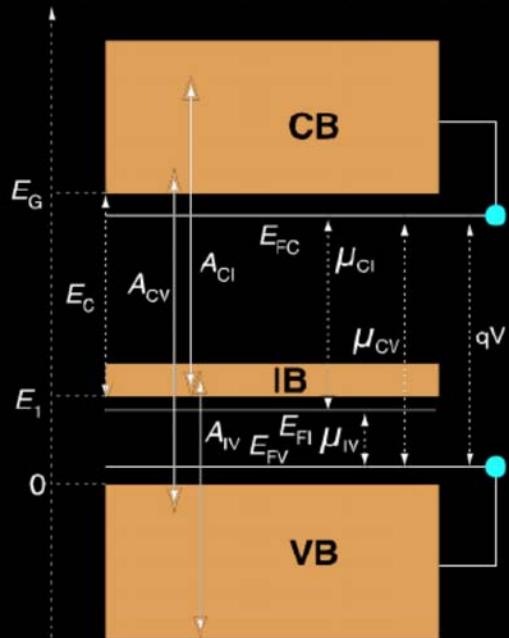 CB
E_G
E_FC
μ_CI
E_C
A_CV
A_CI
μ_CV
qV
IB
E_1
A_IV
E_FV
E_FI
μ_IV
0
VB